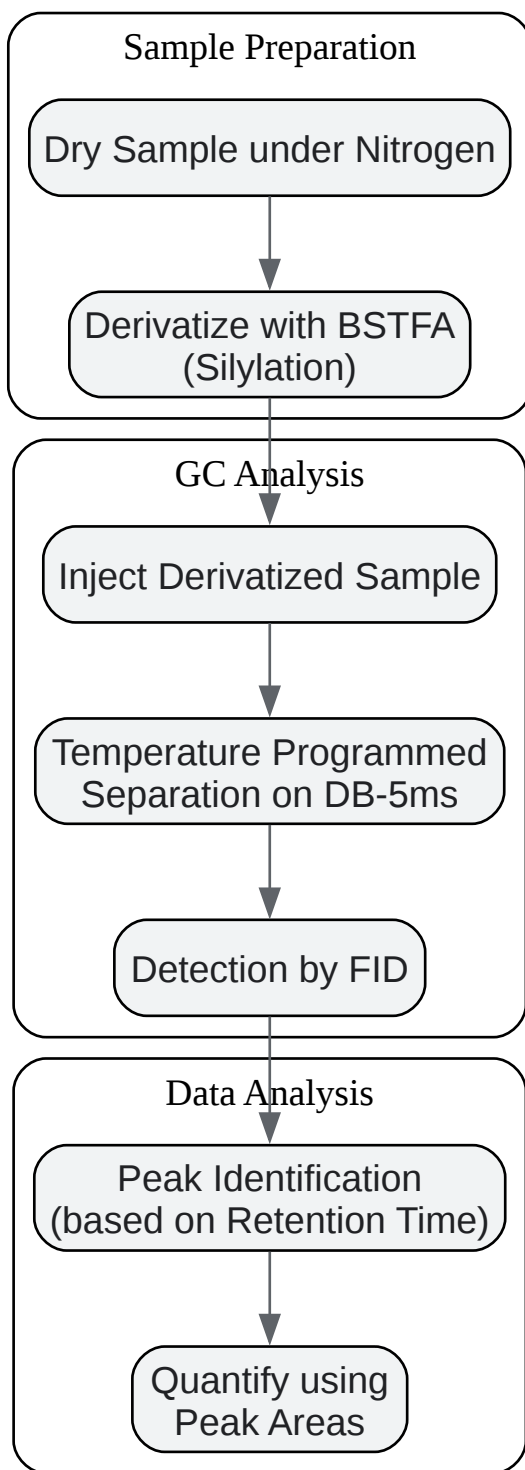 Sample Preparation
Dry Sample under Nitrogen
Derivatize with BSTFA
(Silylation)
GC Analysis
Inject Derivatized Sample
Temperature Programmed
Separation on DB-5ms
Detection by FID
Data Analysis
Peak Identification
(based on Retention Time)
Quantify using
Peak Areas